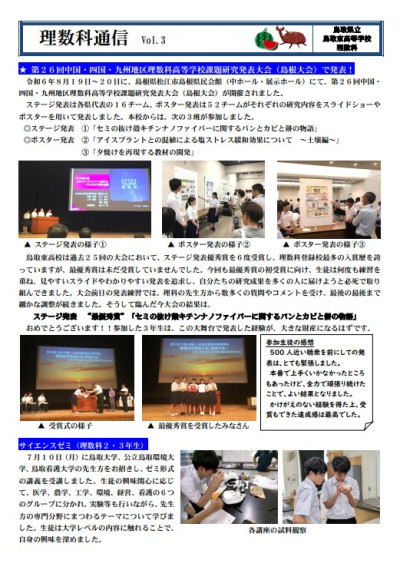 理数科通信 Vol.3
鳥取県立
鳥取東高等学校
理数科
★ 第26回中国・四国・九州地区理数科高等学校課題研究発表大会（島根大会）で発表！
令和6年8月19日～20日に、島根県松江市島根県民会館（中ホール・展示ホール）にて、第26回中国・
四国・九州地区理数科高等学校課題研究発表大会（島根大会）が開催されました。
ステージ発表は各県代表の16チーム、ポスター発表は52チームがそれぞれの研究内容をスライドショーや
ポスターを用いて発表しました。本校からは、次の3班が参加しました。
◎ステージ発表 ①「セミの抜け殻キチンナノファイバーに関するパンとカビと餅の物語」
◎ポスター発表 ②「アイスプラントとの混植による塩ストレス緩和効果について ～土壌編～」
③「夕焼けを再現する教材の開発」
▲ ステージ発表の様子①
▲ ポスター発表の様子②
▲ ポスター発表の様子③
鳥取東高校は過去25回の大会において、ステージ発表優秀賞を6度受賞し、理数科登録校最多の入賞歴を誇
っていますが、最優秀賞は未だ受賞していませんでした。今回も最優秀賞の初受賞に向け、生徒は何度も練習を
重ね、見やすいスライドやわかりやすい発表を追求し、自分たちの研究成果を多くの人に届けようと必死で取り
組んできました。大会前日の発表練習では、理科の先生方から数多くの質問やコメントを受け、最後の最後まで
細かな調整が続きました。そうして臨んだ今大会の結果は、
ステージ発表 “最優秀賞”「セミの抜け殻キチンナノファイバーに関するパンとカビと餅の物語」
おめでとうございます！！参加した3年生は、この大舞台で発表した経験が、大きな財産になるはずです。
参加生徒の感想
500人近い聴衆を前にしての発
表は、とても緊張しました。
本番で上手くいかなかったところ
もあったけど、全力で頑張り続けた
ことで、よい結果となりました。
かけがえのない経験を得た上、受
賞もできた達成感は最高でした。
▲ 受賞式の様子
▲ 最優秀賞を受賞したみなさん
サイエンスゼミ（理数科2・3年生）
7月10日（月）に鳥取大学、公立鳥取環境大
学、鳥取看護大学の先生方をお招きし、ゼミ形式
の講義を受講しました。生徒の興味関心に応じ
て、医学、農学、工学、環境、経営、看護の6つ
のグループに分かれ、実験等も行いながら、先生
方の専門分野にまつわるテーマについて学びま
した。生徒は大学レベルの内容に触れることで、
自身の興味を深めました。
各講座の試料観察